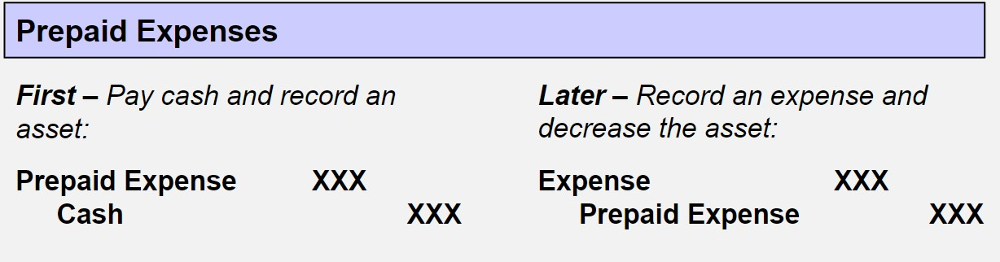 Prepaid Expenses
First – Pay cash and record an
asset:
Prepaid Expense XXX
Cash XXX
Later – Record an expense and
decrease the asset:
Expense XXX
Prepaid Expense XXX